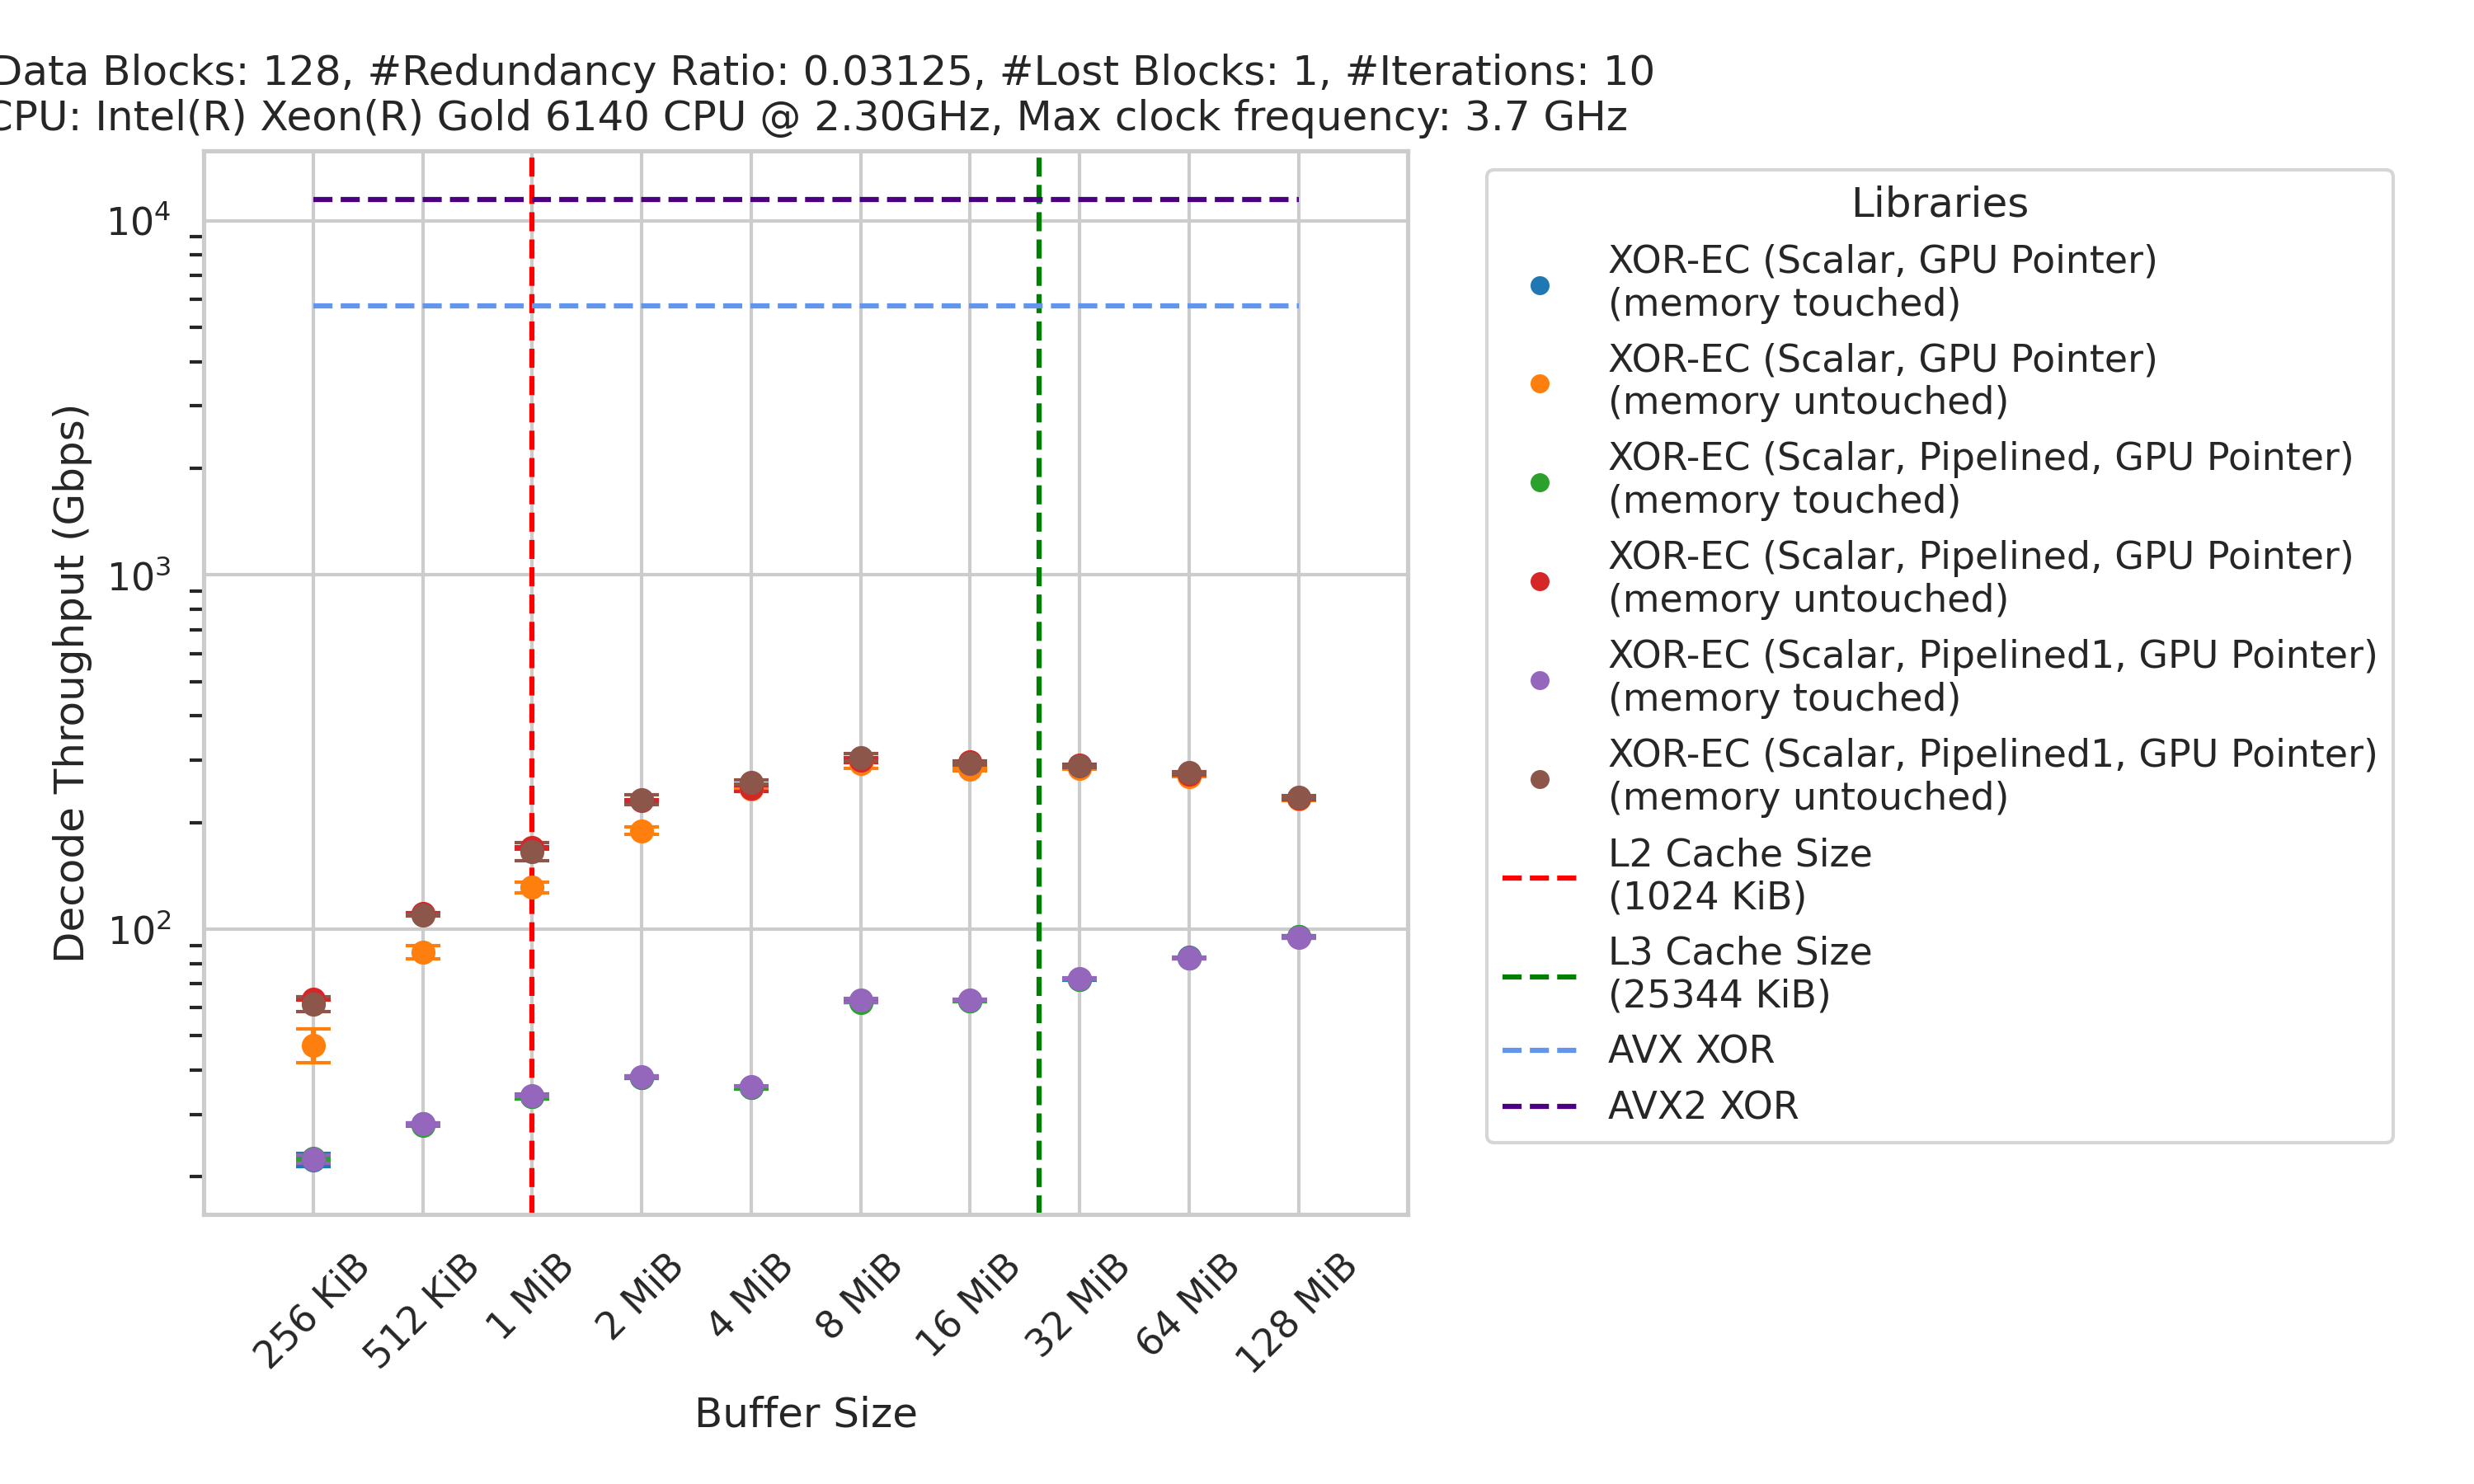 Data Blocks: 128, #Redundancy Ratio: 0.03125, #Lost Blocks: 1, #Iterations: 10
CPU: Intel(R) Xeon(R) Gold 6140 CPU @ 2.30GHz, Max clock frequency: 3.7 GHz
Decode Throughput (Gbps)
10⁴
10³
10²
256 KiB
512 KiB
1 MiB
2 MiB
4 MiB
8 MiB
16 MiB
32 MiB
64 MiB
128 MiB
Buffer Size
Libraries
XOR-EC (Scalar, GPU Pointer)
(memory touched)
XOR-EC (Scalar, GPU Pointer)
(memory untouched)
XOR-EC (Scalar, Pipelined, GPU Pointer)
(memory touched)
XOR-EC (Scalar, Pipelined, GPU Pointer)
(memory untouched)
XOR-EC (Scalar, Pipelined1, GPU Pointer)
(memory touched)
XOR-EC (Scalar, Pipelined1, GPU Pointer)
(memory untouched)
L2 Cache Size
(1024 KiB)
L3 Cache Size
(25344 KiB)
AVX XOR
AVX2 XOR